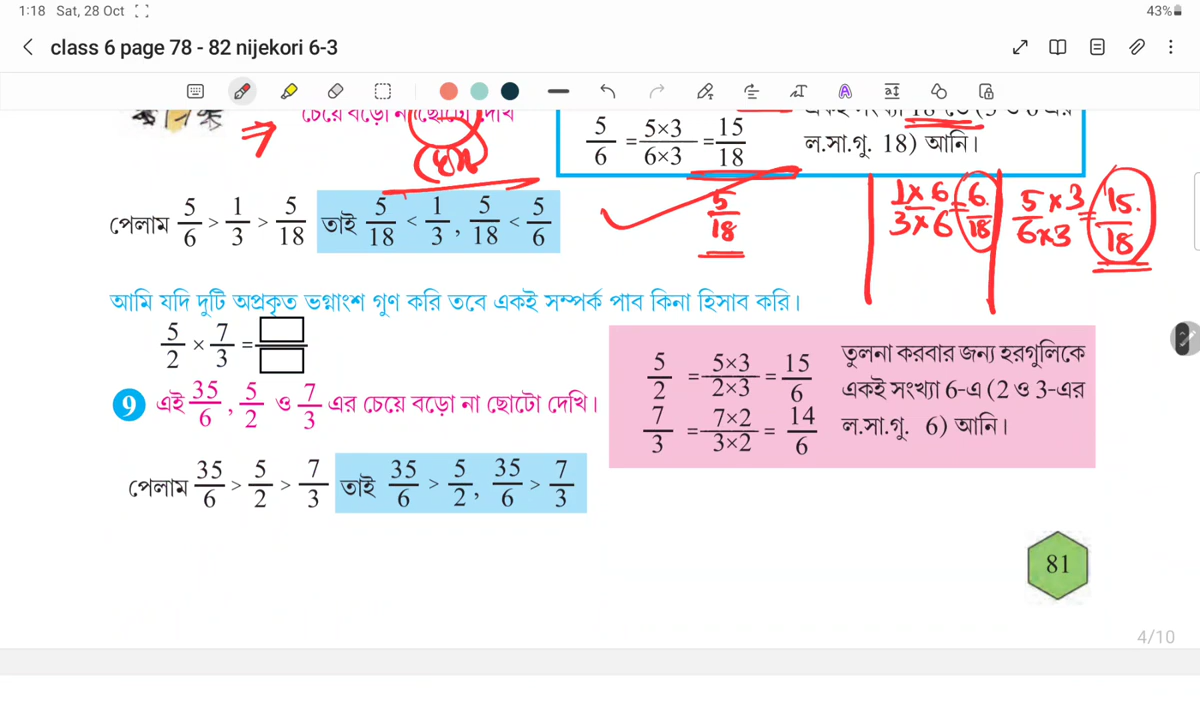 1:18 Sat, 28 Oct
43%
class 6 page 78 - 82 nijekori 6-3
চেয়ে বড়ো না ছোটো দেখি
5/6 = 5×3/6×3 = 15/18
ল.সা.গু. 18) আনি।
পেলাম 5/6 > 1/3 > 5/18 তাই 5/18 < 1/3, 5/18 < 5/6
5/18
1×6/3×6 = 6/18
5×3/6×3 = 15/18
আমি যদি দুটি অপ্রকৃত ভগ্নাংশ গুণ করি তবে একই সম্পর্ক পাব কিনা হিসাব করি।
5/2 × 7/3 =
9 এই 35/6, 5/2 ও 7/3 এর চেয়ে বড়ো না ছোটো দেখি।
5/2 = 5×3/2×3 = 15/6
7/3 = 7×2/3×2 = 14/6
তুলনা করবার জন্য হরগুলিকে
একই সংখ্যা 6-এ (2 ও 3-এর
ল.সা.গু. 6) আনি।
পেলাম 35/6 > 5/2 > 7/3 তাই 35/6 > 5/2, 35/6 > 7/3
81
4/10